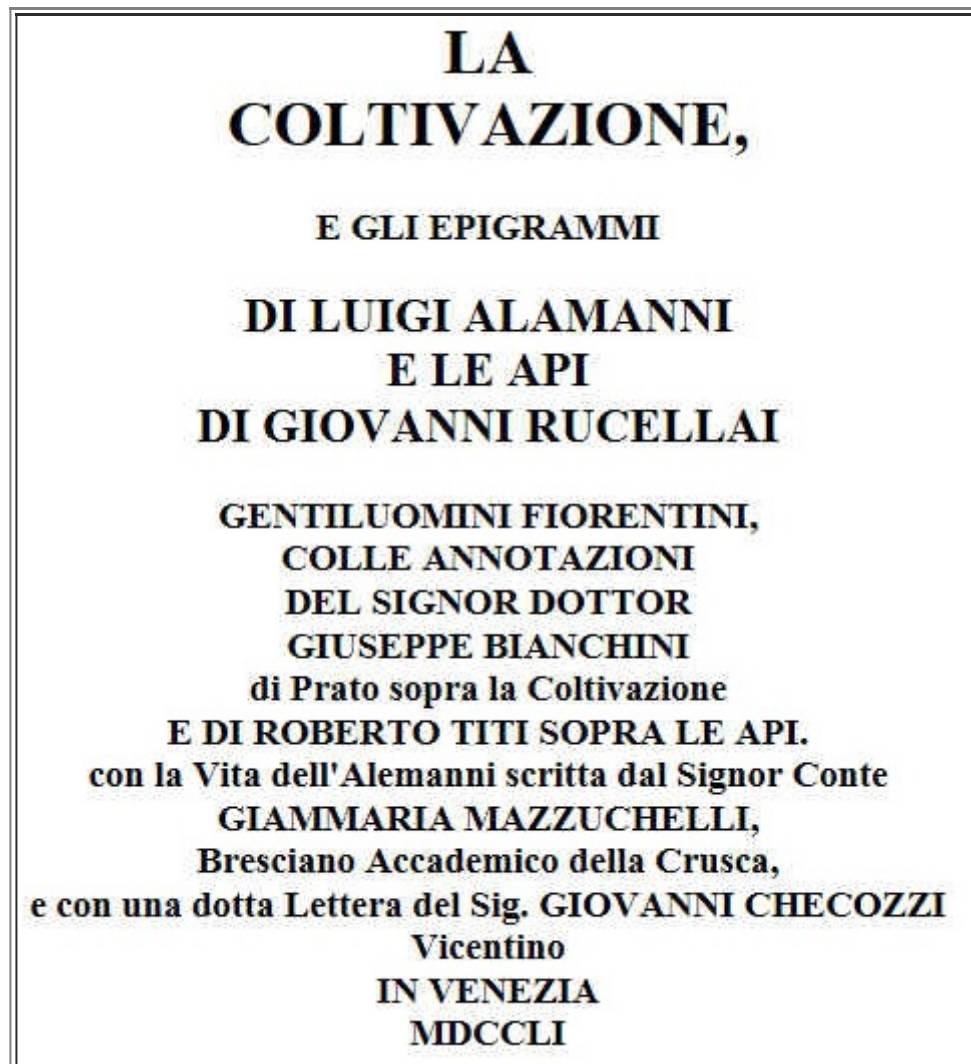 LA
COLTIVAZIONE,
E GLI EPIGRAMMI
DI LUIGI ALAMANNI
E LE API
DI GIOVANNI RUCELLAI
GENTILUOMINI FIORENTINI,
COLLE ANNOTAZIONI
DEL SIGNOR DOTTOR
GIUSEPPE BIANCHINI
di Prato sopra la Coltivazione
E DI ROBERTO TITI SOPRA LE API.
con la Vita dell'Alemanni scritta dal Signor Conte
GIAMMARIA MAZZUCHELLI,
Bresciano Accademico della Crusca,
e con una dotta Lettera del Sig. GIOVANNI CHECOZZI
Vicentino
IN VENEZIA
MDCCLI